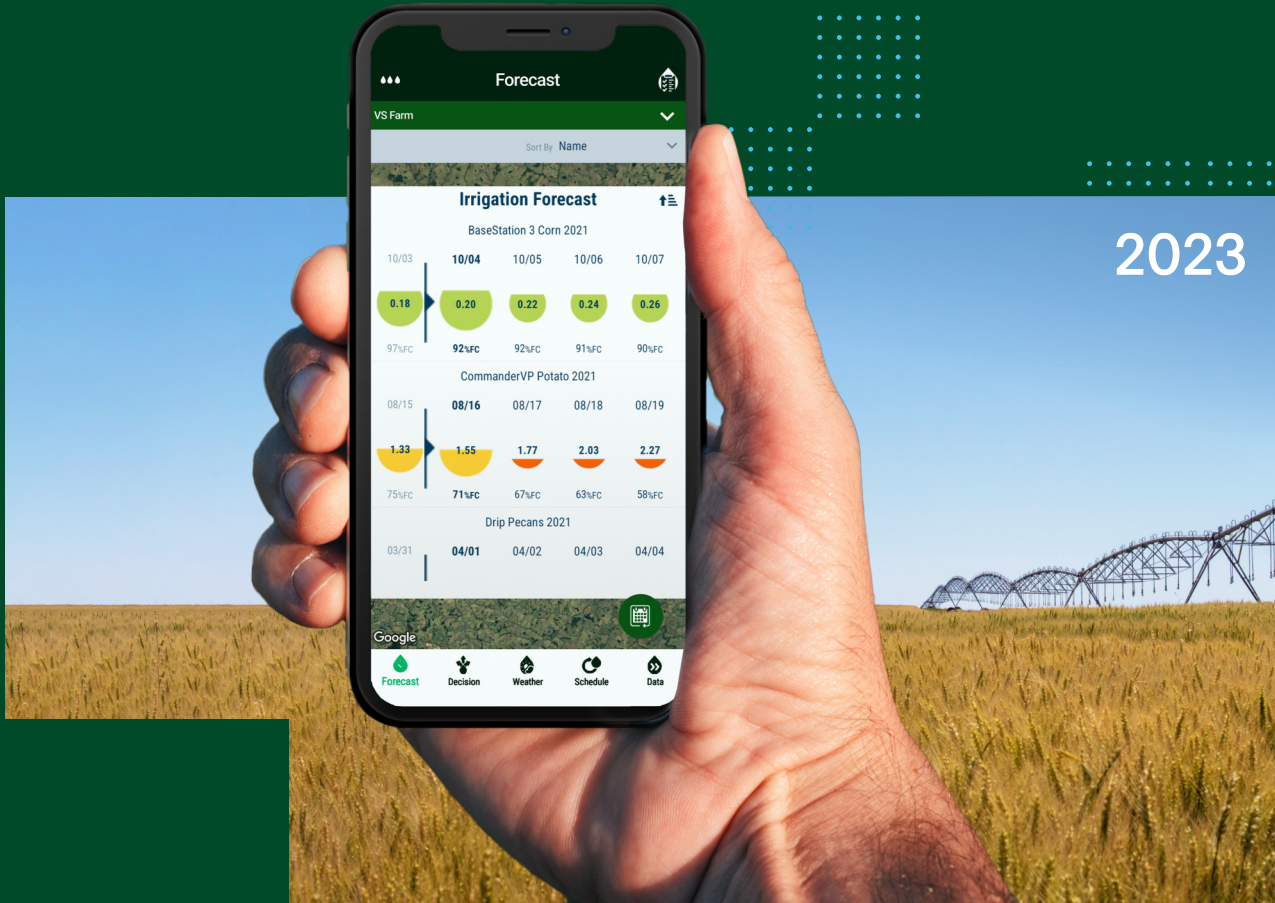 Forecast
VS Farm
Sort By Name
Irrigation Forecast
BaseStation 3 Corn 2021
10/03 10/04 10/05 10/06 10/07
0.18 0.20 0.22 0.24 0.26
97%FC 92%FC 92%FC 91%FC 90%FC
CommanderVP Potato 2021
08/15 08/16 08/17 08/18 08/19
1.33 1.55 1.77 2.03 2.27
75%FC 71%FC 67%FC 63%FC 58%FC
Drip Pecans 2021
03/31 04/01 04/02 04/03 04/04
Google
Forecast Decision Weather Schedule Data
2023